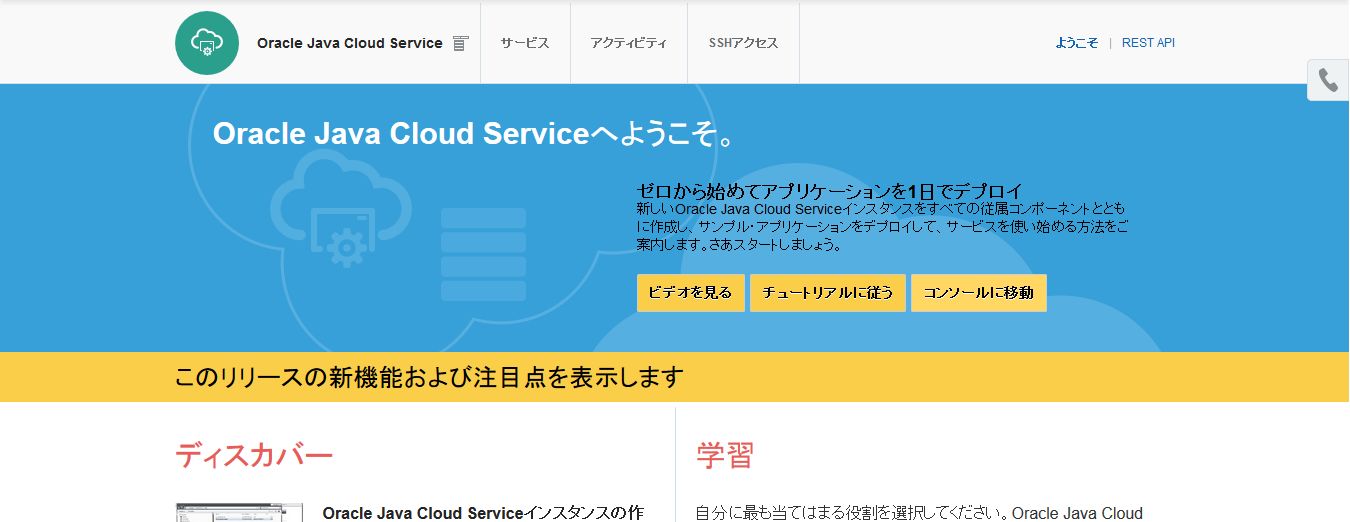 Oracle Java Cloud Service
サービス
アクティビティ
SSHアクセス
ようこそ | REST API
Oracle Java Cloud Serviceへようこそ。
ゼロから始めてアプリケーションを1日でデプロイ
新しいOracle Java Cloud Serviceインスタンスをすべての従属コンポーネントととも
に作成し、サンプル・アプリケーションをデプロイして、サービスを使い始める方法をご
案内します。さあスタートしましょう。
ビデオを見る
チュートリアルに従う
コンソールに移動
このリリースの新機能および注目点を表示します
ディスカバー
Oracle Java Cloud Serviceインスタンスの作
学習
自分に最も当てはまる役割を選択してください。Oracle Java Cloud